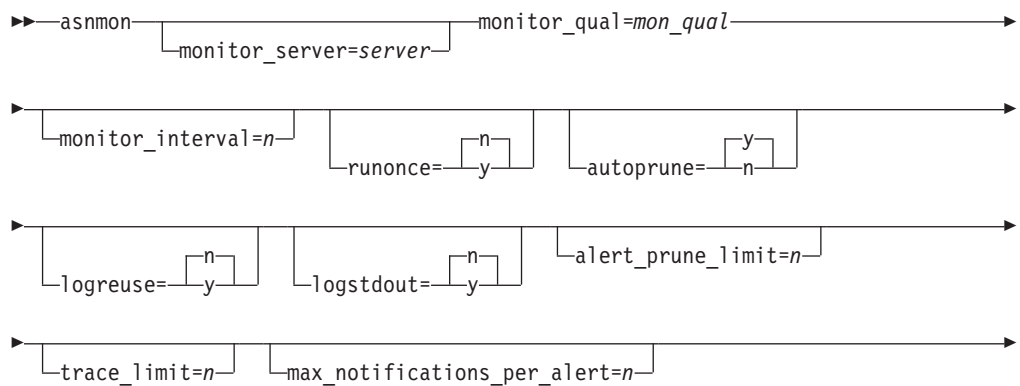 asnmon monitor_server=server monitor_qual=mon_qual
monitor_interval=n runonce= n y autoprune= y n
logreuse= n y logstdout= n y alert_prune_limit=n
trace_limit=n max_notifications_per_alert=n